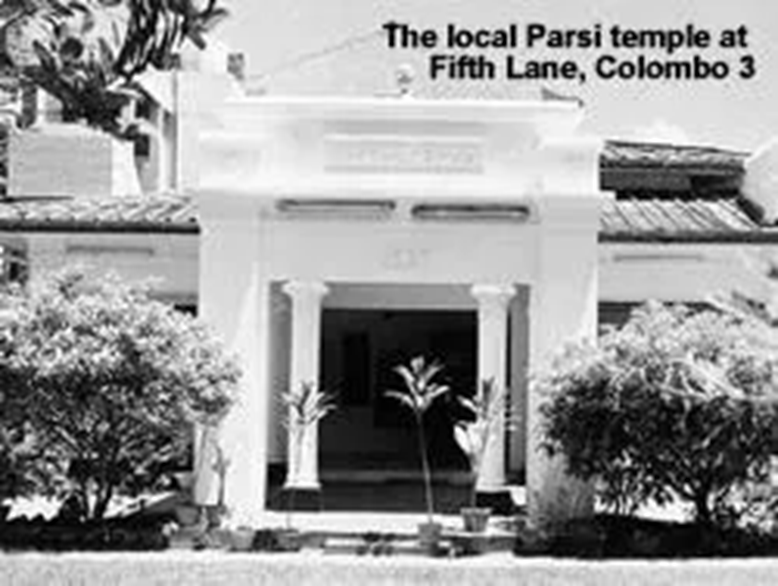 The local Parsi temple at
Fifth Lane, Colombo 3